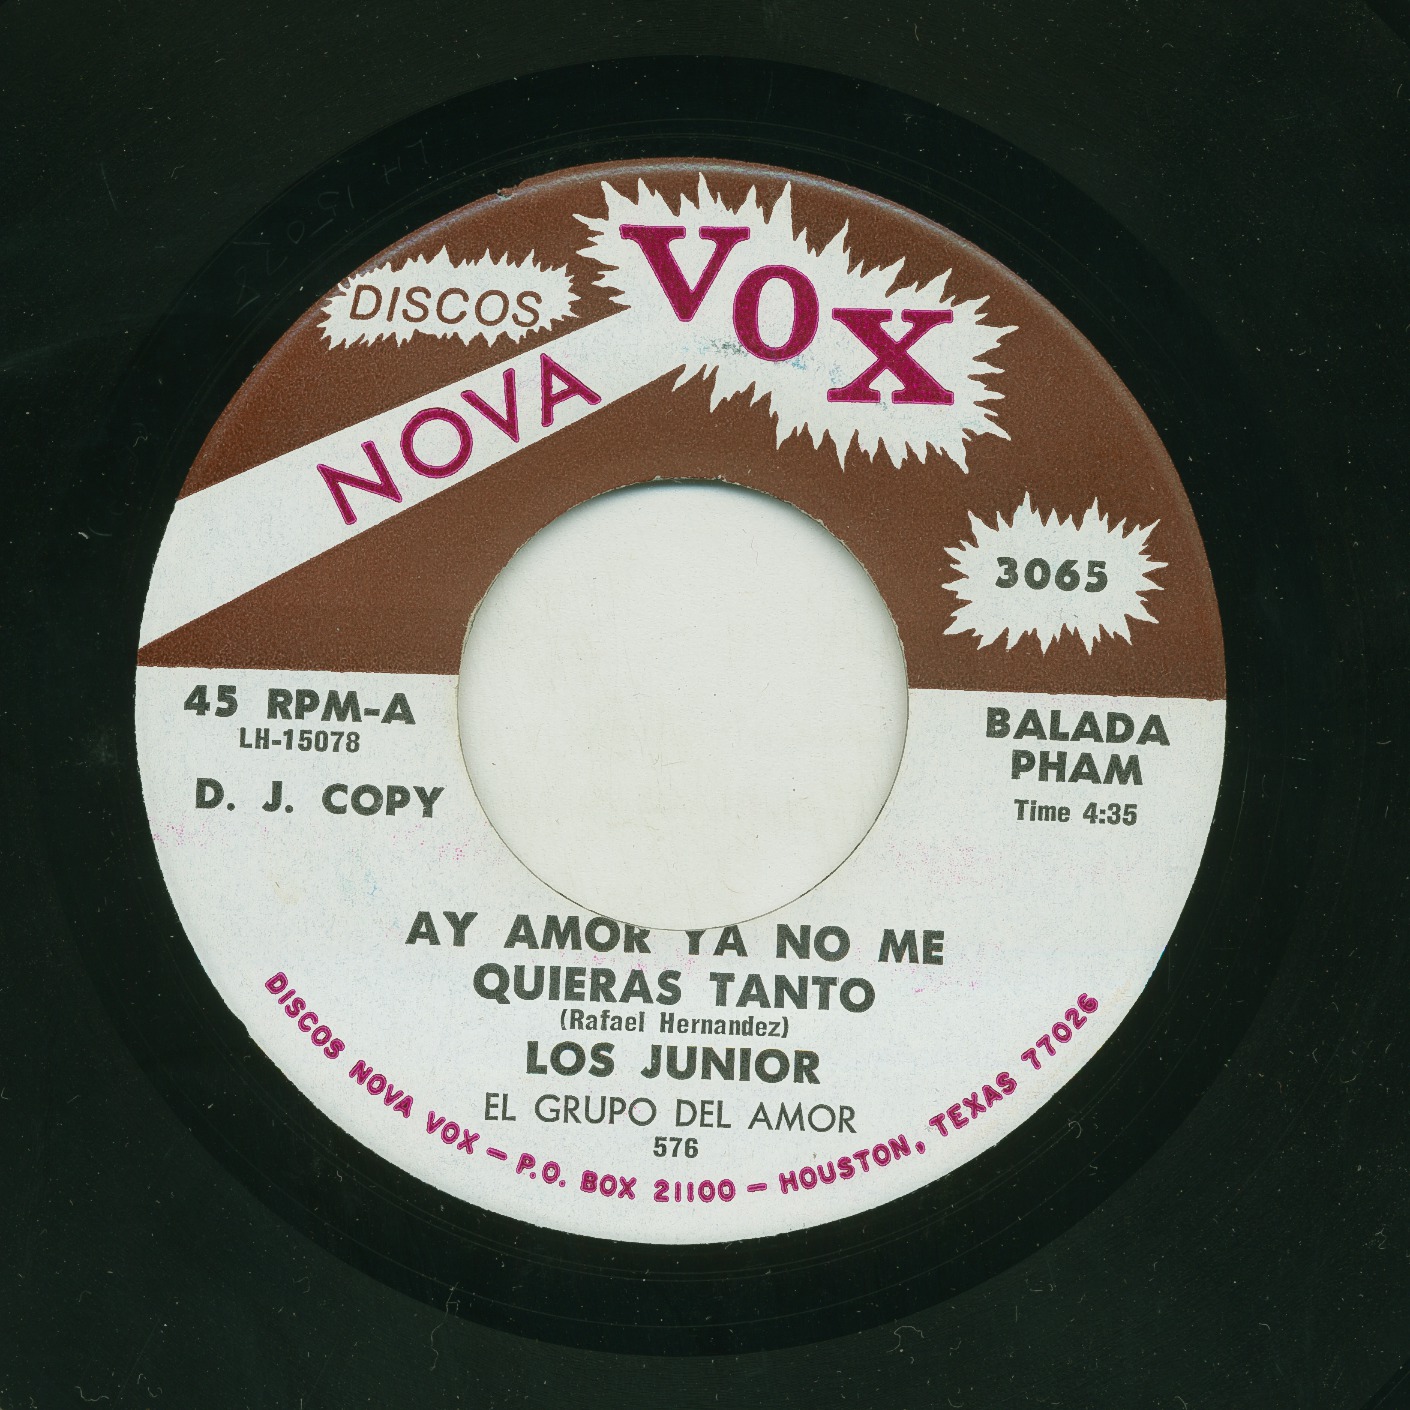 DISCOS
NOVA
VOX
3065
45 RPM-A
LH-15078
D. J. COPY
BALADA
PHAM
Time 4:35
AY AMOR YA NO ME
QUIERAS TANTO
(Rafael Hernandez)
LOS JUNIOR
EL GRUPO DEL AMOR
576
DISCOS NOVA VOX — P.O. BOX 21100 — HOUSTON, TEXAS 77026